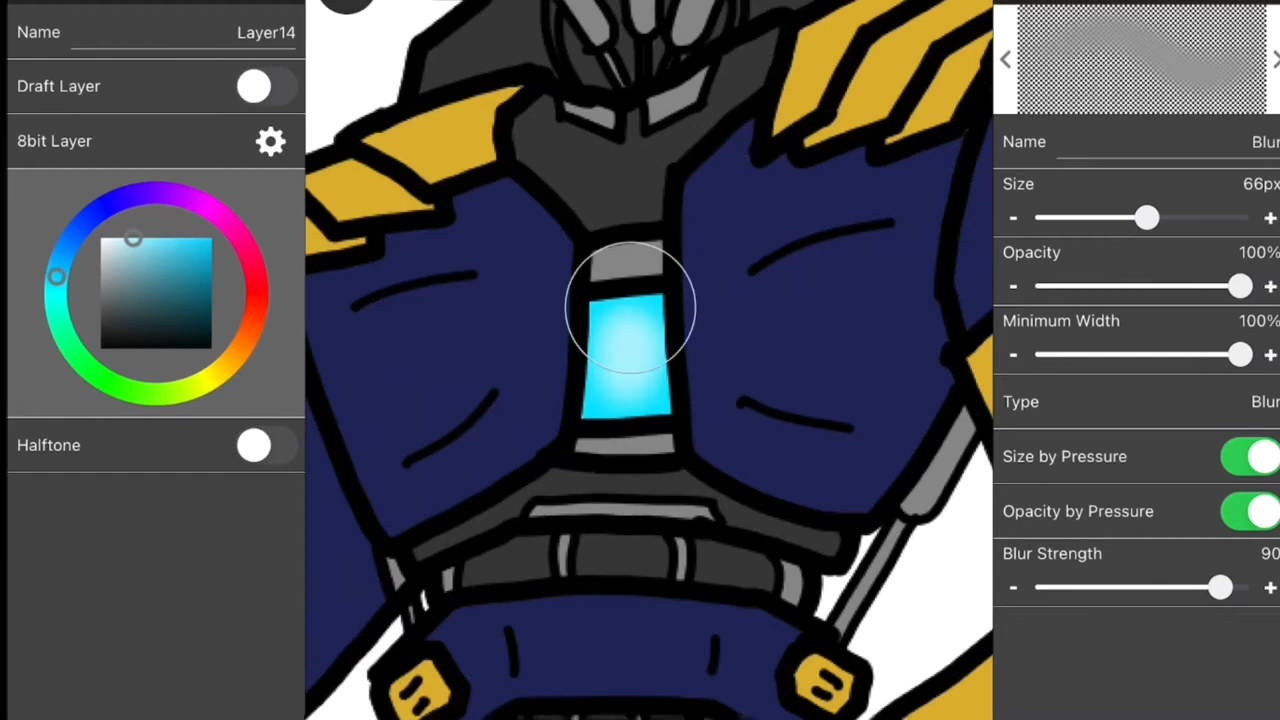 Name Layer14
Draft Layer
8bit Layer
Halftone
Name Blur
Size 66px
- +
Opacity 100%
- +
Minimum Width 100%
- +
Type Blur
Size by Pressure
Opacity by Pressure
Blur Strength 90
- +